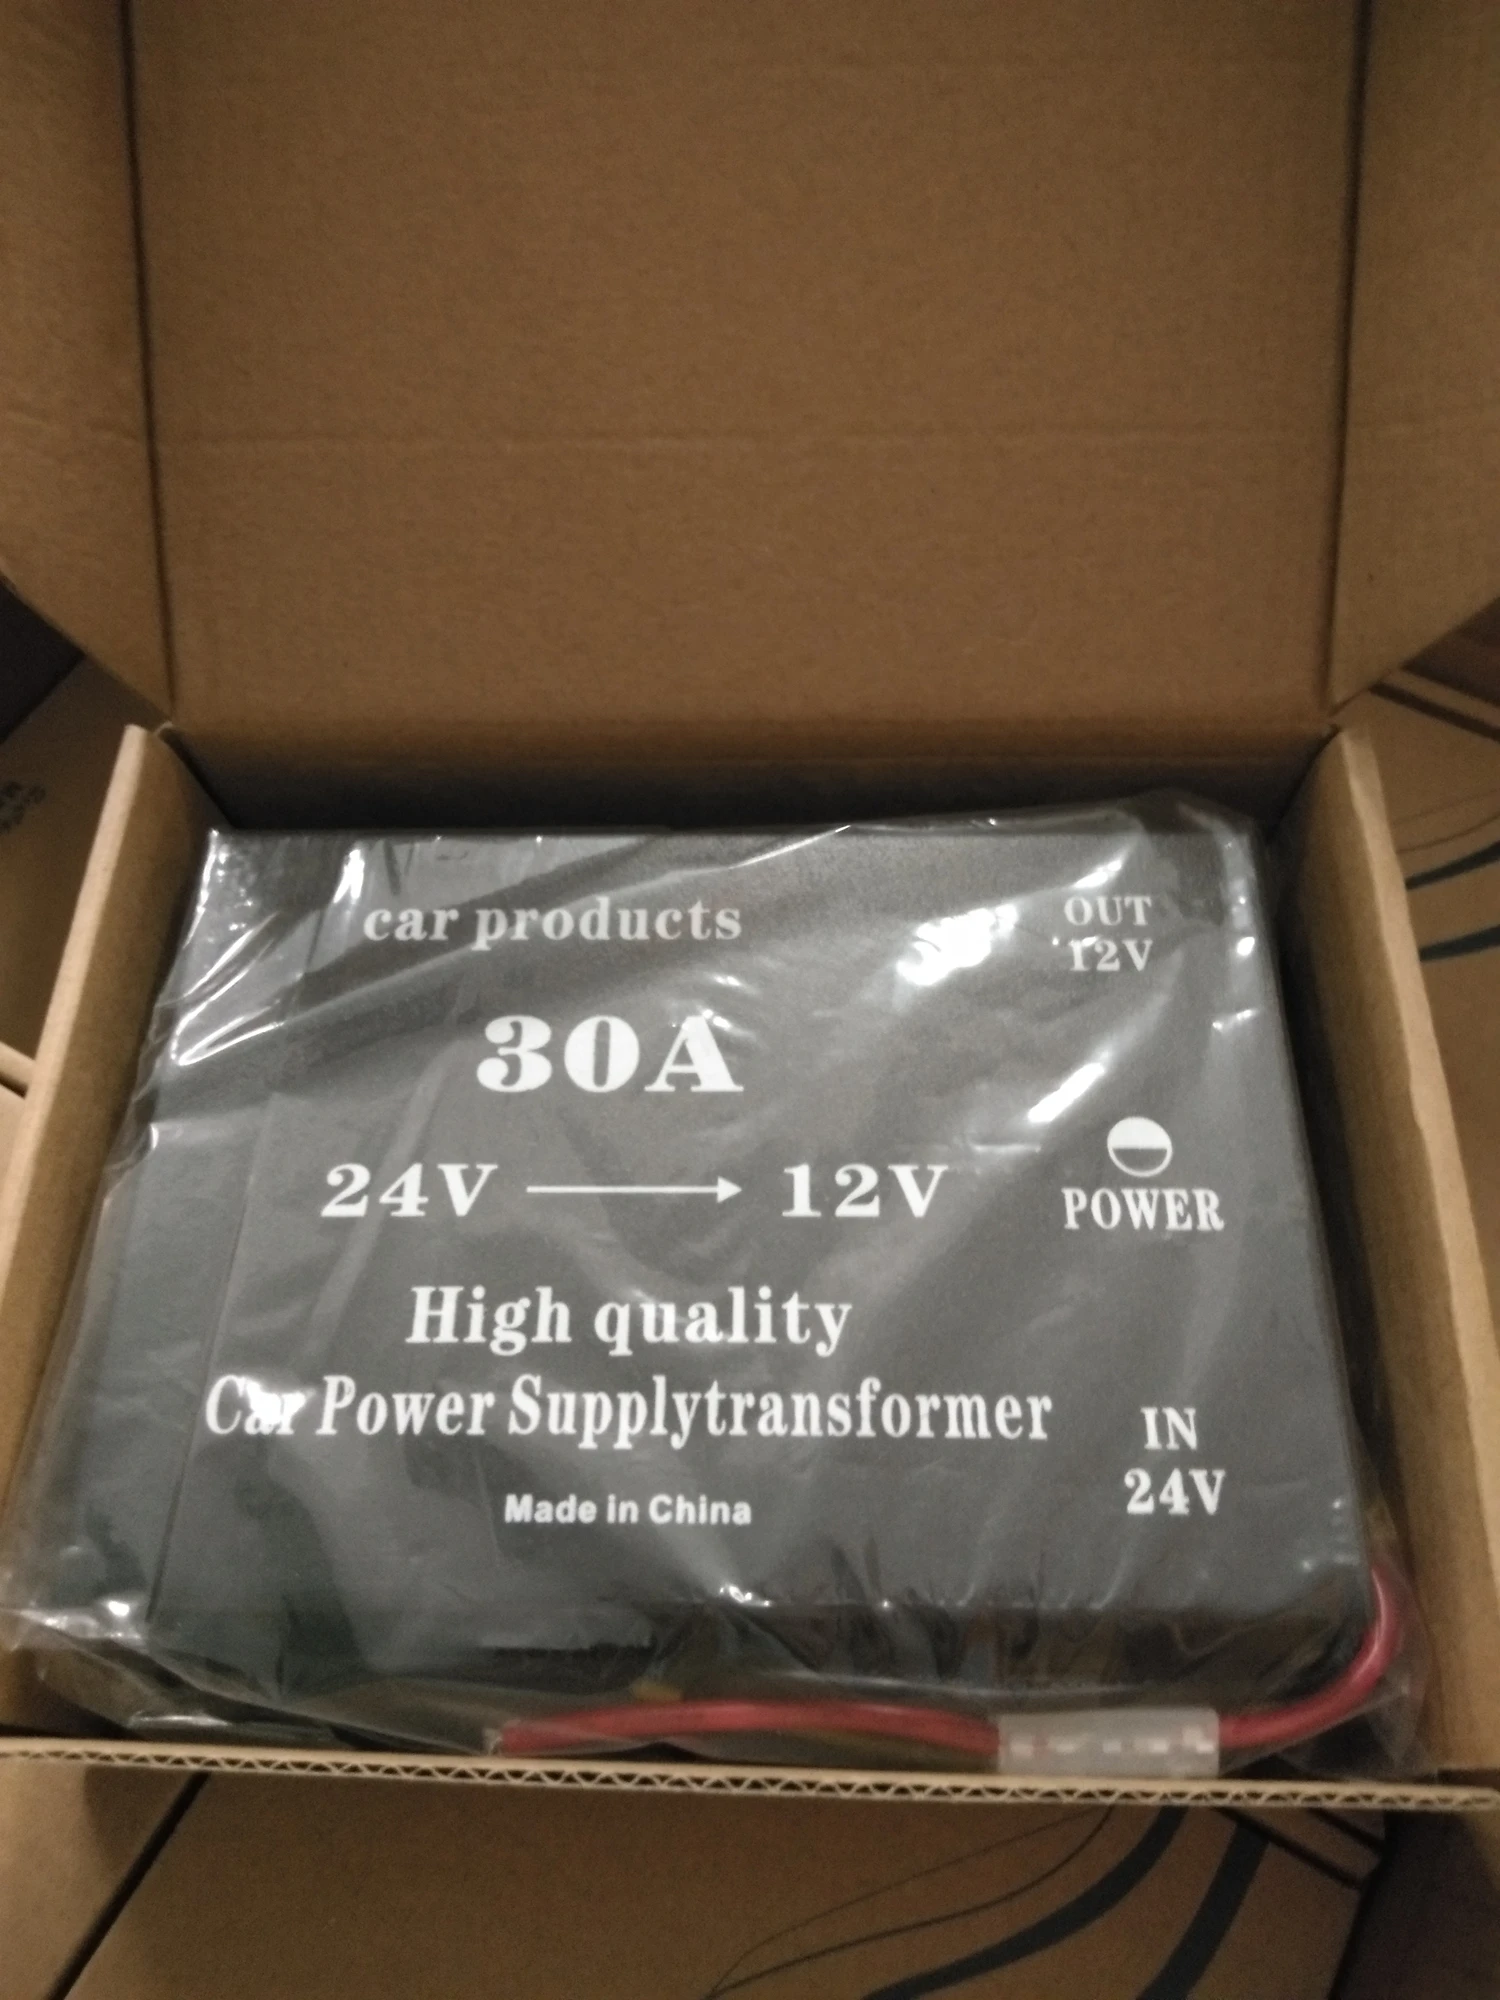 car products
OUT
12V
30A
24V → 12V
POWER
High quality
Car Power Supplytransformer
IN
24V
Made in China